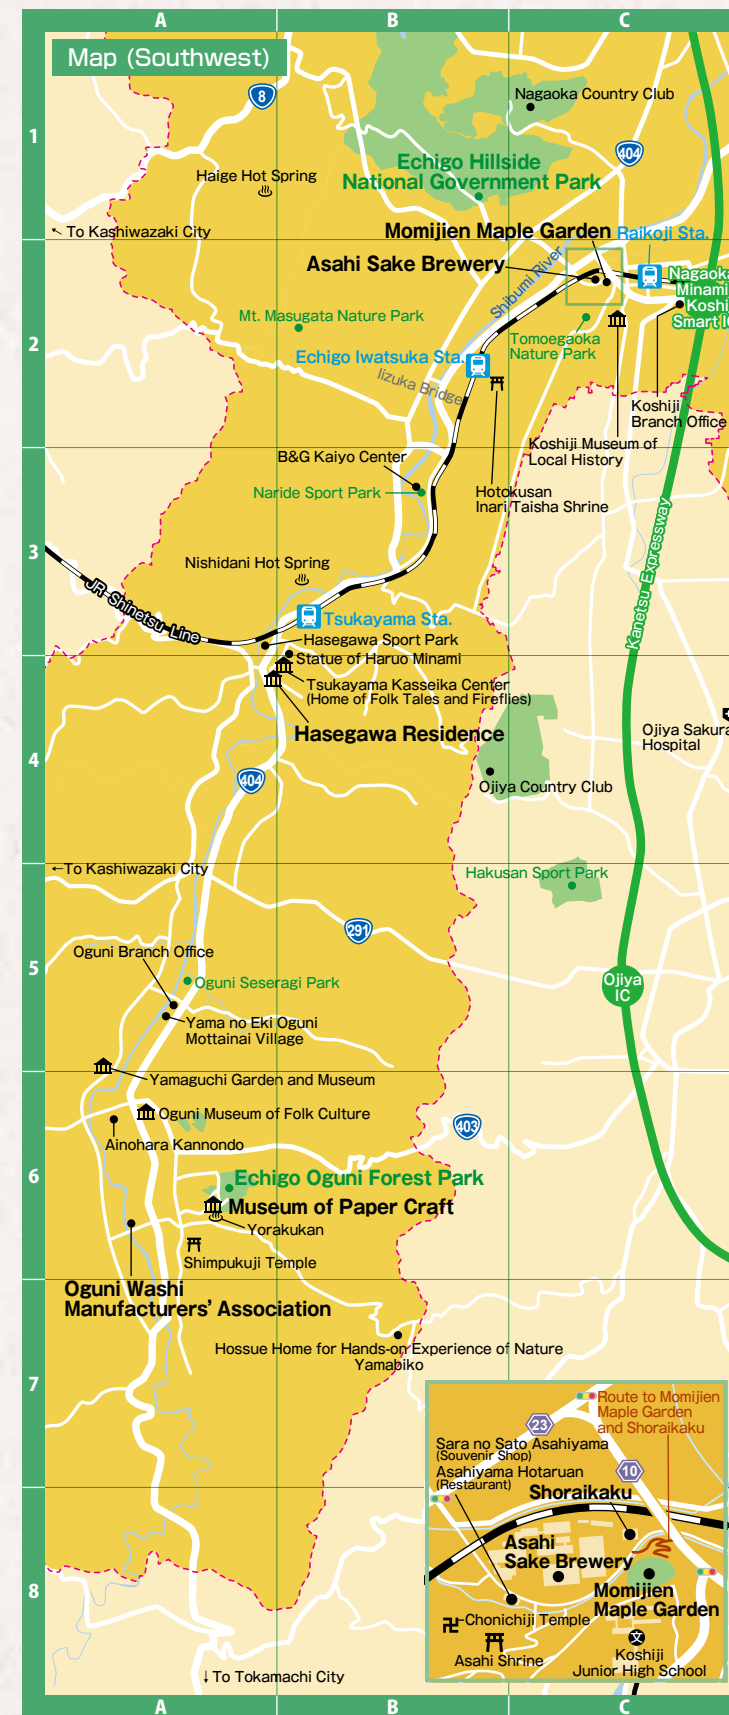 A
B
C
Map (Southwest)
8
Nagaoka Country Club
1
404
Echigo Hillside
National Government Park
Haige Hot Spring
To Kashiwazaki City
Momijien Maple Garden
Raikoji Sta.
Asahi Sake Brewery
Shibumi River
Nagaoka
Minami
Koshi
Smart I
Mt. Masugata Nature Park
2
Tomoegaoka
Nature Park
Echigo Iwatsuka Sta.
Iizuka Bridge
Koshiji
Branch Office
Koshiji Museum of
Local History
B&G Kaiyo Center
Naride Sport Park
Hotokusan
Inari Taisha Shrine
3
Nishidani Hot Spring
Kanetsu Expressway
JR Shinetsu Line
Tsukayama Sta.
Hasegawa Sport Park
Statue of Haruo Minami
Tsukayama Kasseika Center
(Home of Folk Tales and Fireflies)
Hasegawa Residence
Ojiya Sakura
Hospital
4
404
Ojiya Country Club
←To Kashiwazaki City
Hakusan Sport Park
291
Oguni Branch Office
5
Oguni Seseragi Park
Ojiya
IC
Yama no Eki Oguni
Mottainai Village
Yamaguchi Garden and Museum
Oguni Museum of Folk Culture
403
Ainohara Kannondo
6
Echigo Oguni Forest Park
Museum of Paper Craft
Yorakukan
Shimpukuji Temple
Oguni Washi
Manufacturers' Association
Hossue Home for Hands-on Experience of Nature
Yamabiko
7
Route to Momijien
Maple Garden
and Shoraikaku
23
Sara no Sato Asahiyama
(Souvenir Shop)
10
Asahiyama Hotaruan
(Restaurant)
Shoraikaku
Asahi
Sake Brewery
8
Momijien
Maple Garden
Chonichiji Temple
文
Asahi Shrine
Koshiji
Junior High School
↓To Tokamachi City
A
B
C